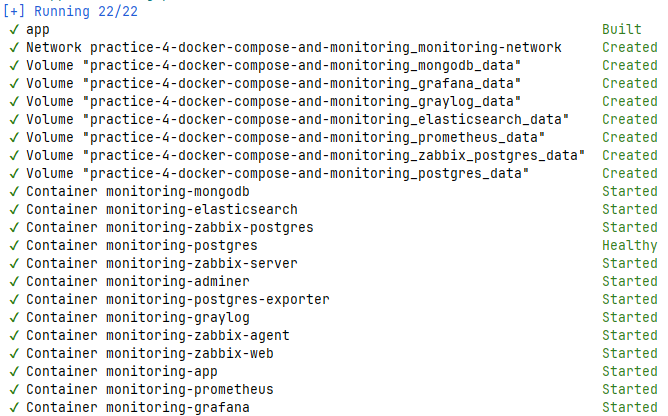 [+] Running 22/22
✓ app Built
✓ Network practice-4-docker-compose-and-monitoring_monitoring-network Created
✓ Volume "practice-4-docker-compose-and-monitoring_mongodb_data" Created
✓ Volume "practice-4-docker-compose-and-monitoring_grafana_data" Created
✓ Volume "practice-4-docker-compose-and-monitoring_graylog_data" Created
✓ Volume "practice-4-docker-compose-and-monitoring_elasticsearch_data" Created
✓ Volume "practice-4-docker-compose-and-monitoring_prometheus_data" Created
✓ Volume "practice-4-docker-compose-and-monitoring_zabbix_postgres_data" Created
✓ Volume "practice-4-docker-compose-and-monitoring_postgres_data" Created
✓ Container monitoring-mongodb Started
✓ Container monitoring-elasticsearch Started
✓ Container monitoring-zabbix-postgres Started
✓ Container monitoring-postgres Healthy
✓ Container monitoring-zabbix-server Started
✓ Container monitoring-adminer Started
✓ Container monitoring-postgres-exporter Started
✓ Container monitoring-graylog Started
✓ Container monitoring-zabbix-agent Started
✓ Container monitoring-zabbix-web Started
✓ Container monitoring-app Started
✓ Container monitoring-prometheus Started
✓ Container monitoring-grafana Started